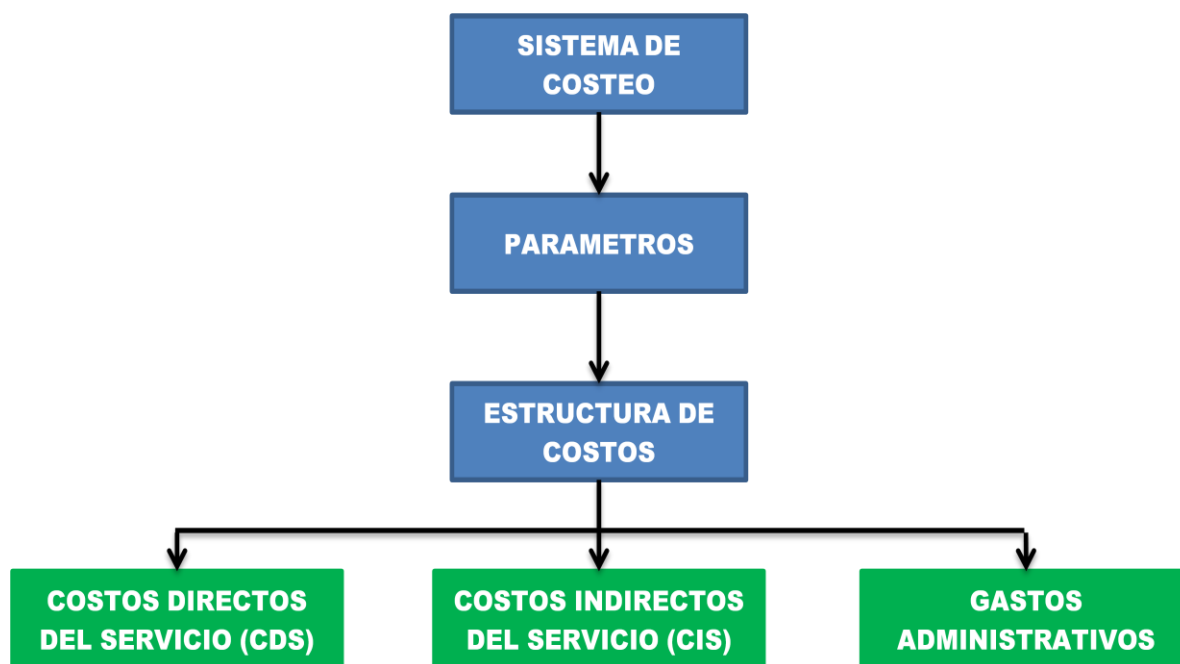 SISTEMA DE
COSTEO
PARAMETROS
ESTRUCTURA DE
COSTOS
COSTOS DIRECTOS
DEL SERVICIO (CDS)
COSTOS INDIRECTOS
DEL SERVICIO (CIS)
GASTOS
ADMINISTRATIVOS